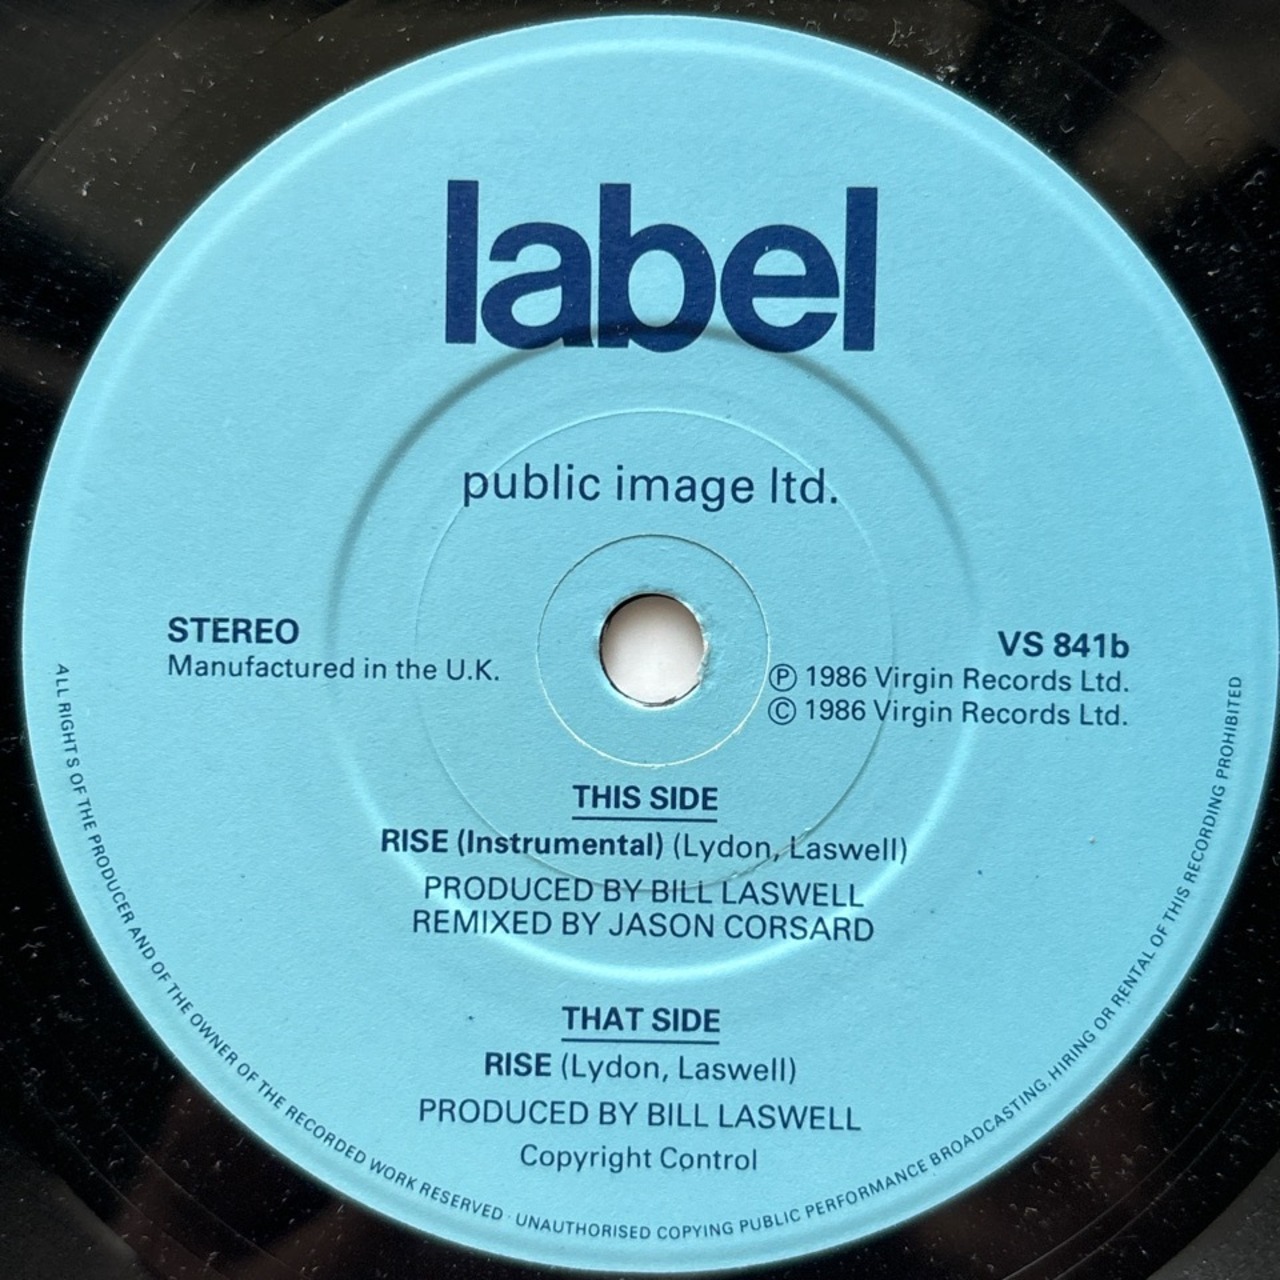 label
public image ltd.
STEREO
Manufactured in the U.K.
VS 841b
Ⓟ 1986 Virgin Records Ltd.
© 1986 Virgin Records Ltd.
THIS SIDE
RISE (Instrumental) (Lydon, Laswell)
PRODUCED BY BILL LASWELL
REMIXED BY JASON CORSARD
THAT SIDE
RISE (Lydon, Laswell)
PRODUCED BY BILL LASWELL
Copyright Control
ALL RIGHTS OF THE PRODUCER AND OF THE OWNER OF THE RECORDED WORK RESERVED · UNAUTHORISED COPYING PUBLIC PERFORMANCE BROADCASTING, HIRING OR RENTAL OF THIS RECORDING PROHIBITED